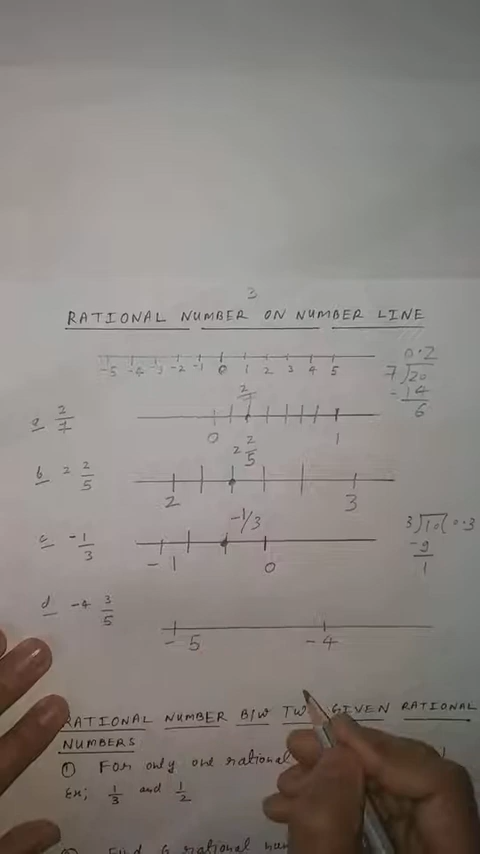 3
RATIONAL NUMBER ON NUMBER LINE
-5 -4 -3 -2 -1 0 1 2 3 4 5
0.2
7)20
-14
6
a 2/7
2/7
0 1
b 2 2/5
2 2/5
2 3
c -1/3
-1/3
-1 0
3)10(0.3
-9
1
d -4 3/5
-5 -4
RATIONAL NUMBER B/W GIVEN RATIONAL
NUMBERS
① For only one rational
Ex; 1/3 and 1/2
Find 6 rational